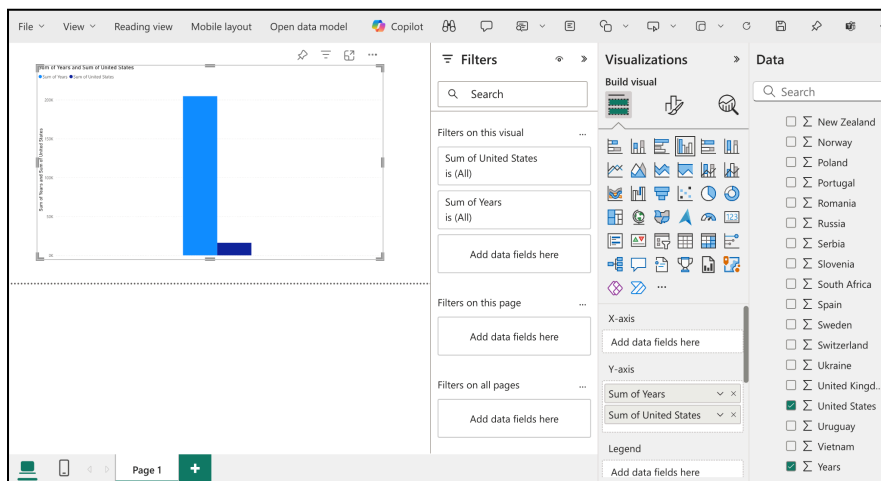 File View Reading view Mobile layout Open data model Copilot
Sum of Years and Sum of United States
Sum of Years Sum of United States
Sum of Years and Sum of United States
200K
150K
100K
50K
0K
Page 1
Filters
Search
Filters on this visual ...
Sum of United States
is (All)
Sum of Years
is (All)
Add data fields here
Filters on this page ...
Add data fields here
Filters on all pages ...
Add data fields here
Visualizations
Build visual
123
...
X-axis
Add data fields here
Y-axis
Sum of Years
Sum of United States
Legend
Add data fields here
Data
Search
New Zealand
Norway
Poland
Portugal
Romania
Russia
Serbia
Slovenia
South Africa
Spain
Sweden
Switzerland
Ukraine
United Kingd...
United States
Uruguay
Vietnam
Years